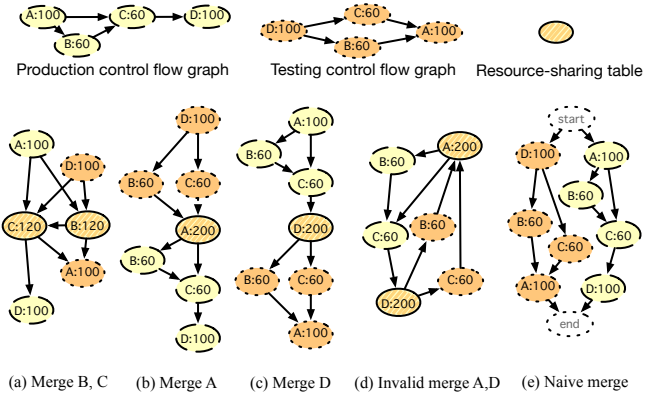 A:100
C:60
D:100
B:60
Production control flow graph
D:100
C:60
B:60
A:100
Testing control flow graph
Resource-sharing table
A:100
D:100
C:120
B:120
A:100
D:100
(a) Merge B, C
D:100
B:60
C:60
A:200
B:60
C:60
D:100
(b) Merge A
A:100
B:60
C:60
D:200
B:60
C:60
A:100
(c) Merge D
A:200
B:60
B:60
C:60
C:60
D:200
(d) Invalid merge A,D
start
D:100
A:100
B:60
B:60
C:60
C:60
A:100
D:100
end
(e) Naive merge